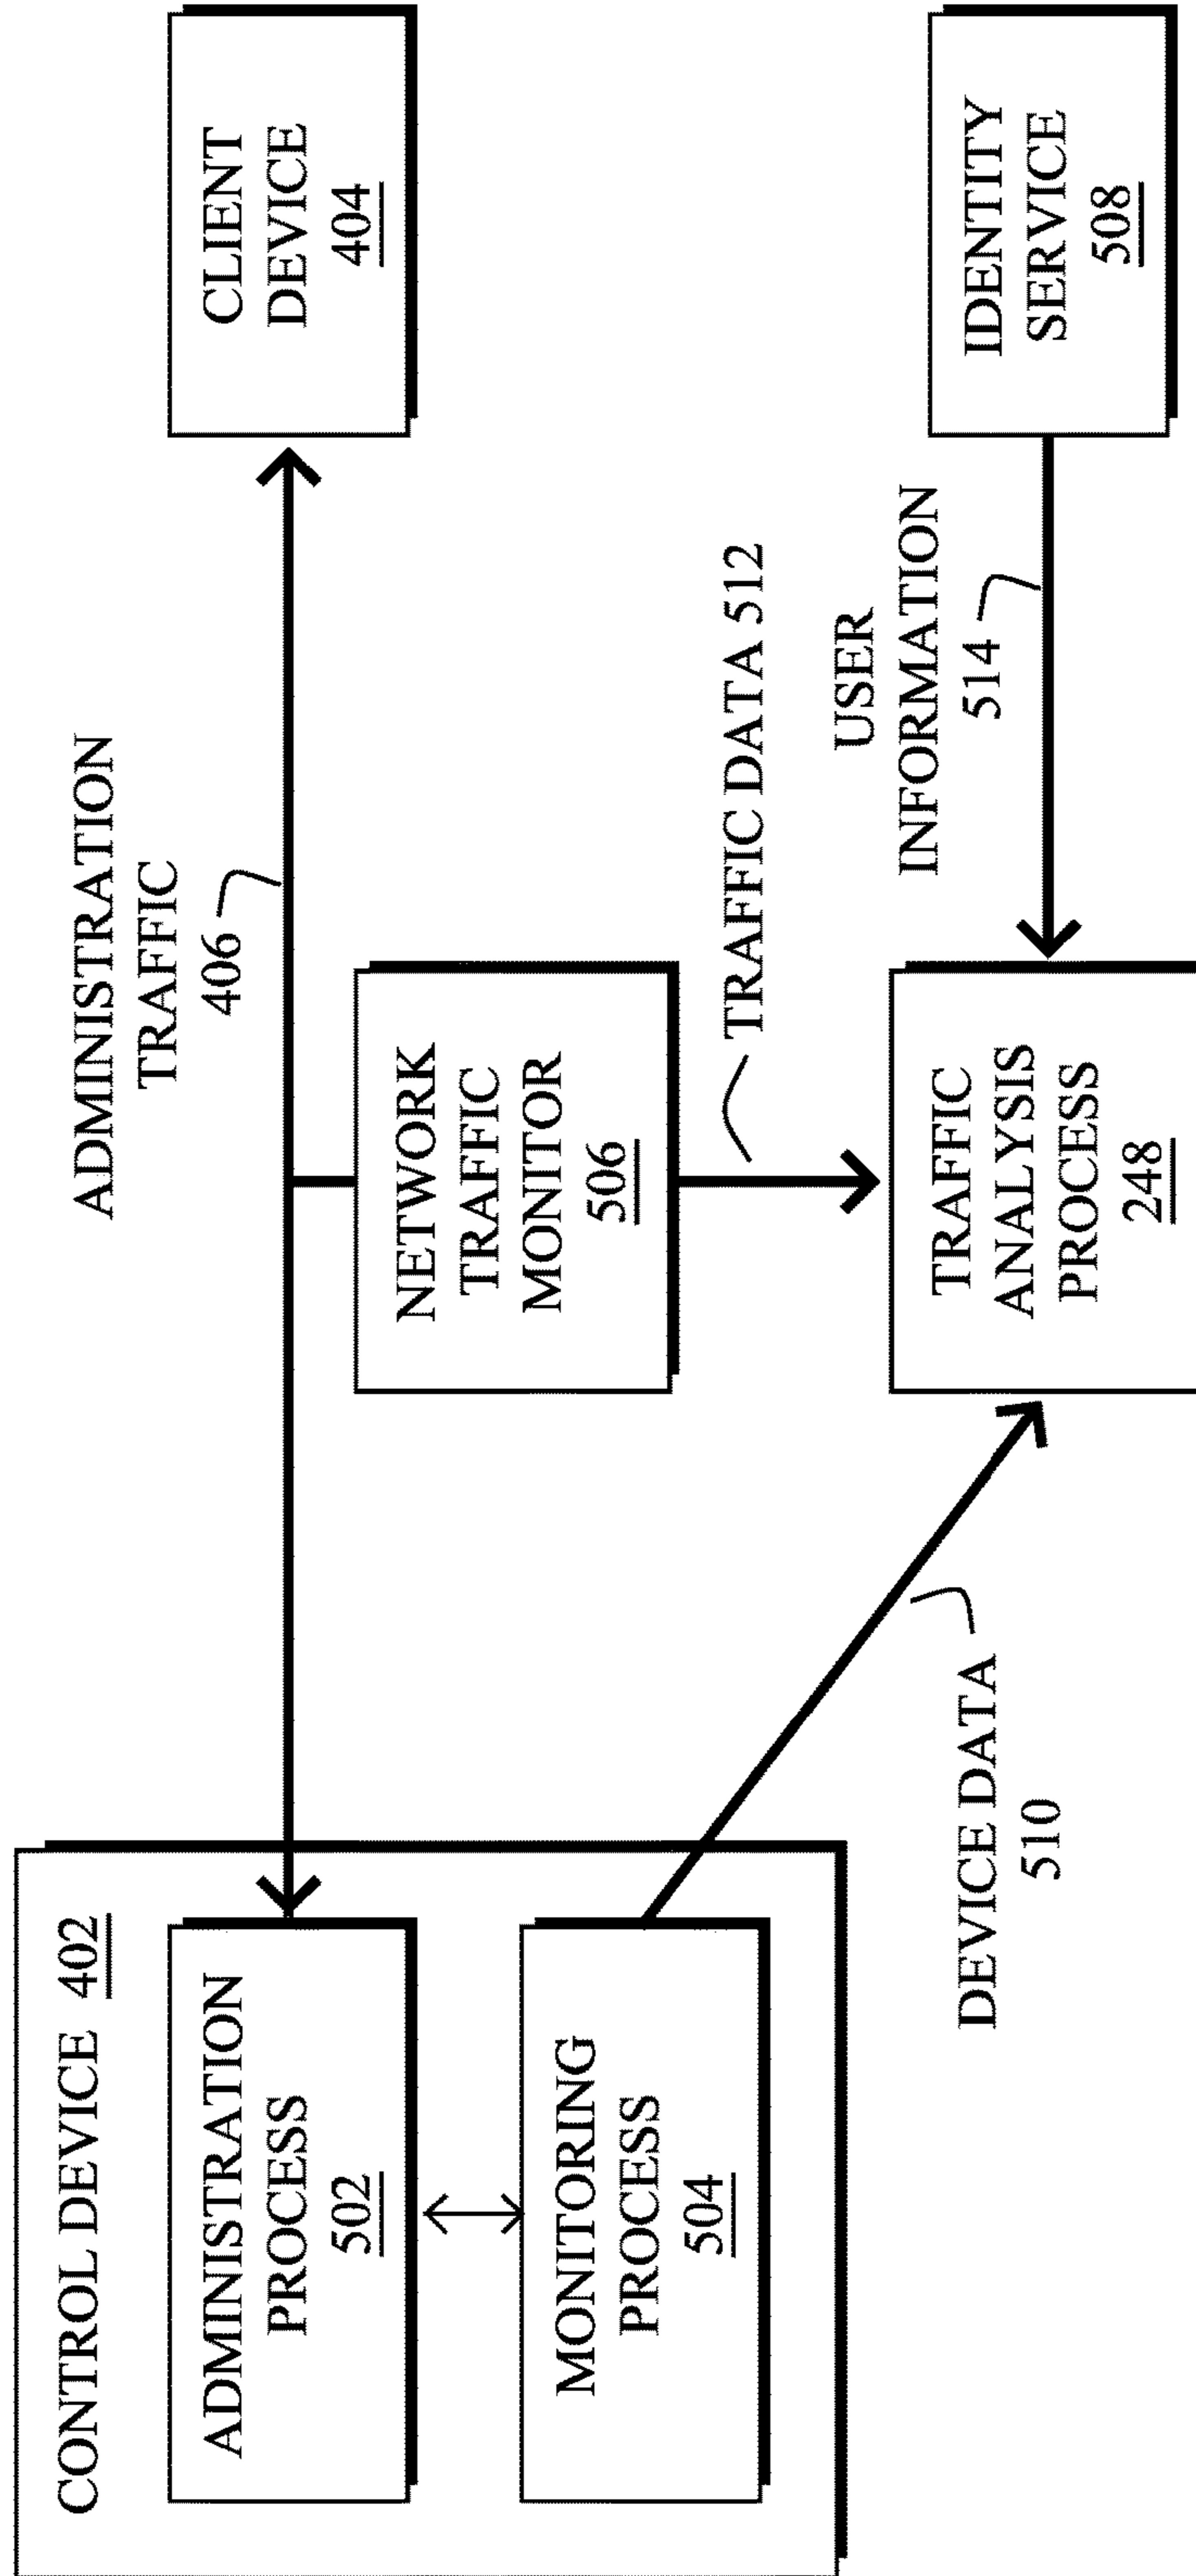 CONTROL DEVICE 402
ADMINISTRATION
PROCESS
502
MONITORING
PROCESS
504
ADMINISTRATION
TRAFFIC
406
CLIENT
DEVICE
404
NETWORK
TRAFFIC
MONITOR
506
TRAFFIC DATA 512
DEVICE DATA
510
TRAFFIC
ANALYSIS
PROCESS
248
USER
INFORMATION
514
IDENTITY
SERVICE
508